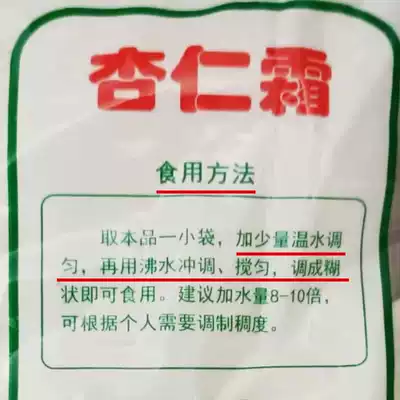 杏仁霜
食用方法
取本品一小袋，加少量温水调
匀，再用沸水冲调、搅匀，调成糊
状即可食用。建议加水量8-10倍，
可根据个人需要调制稠度。